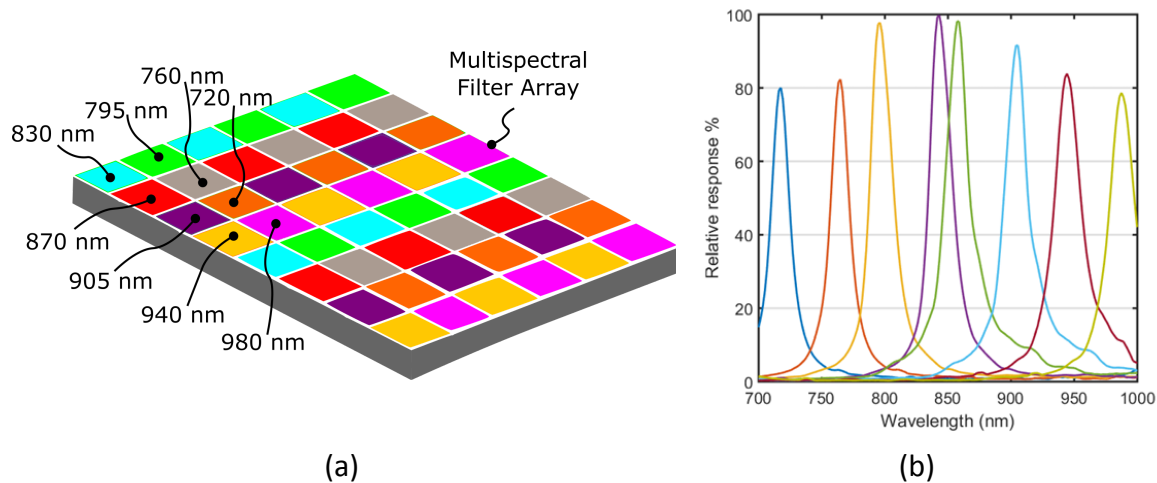 Multispectral
Filter Array
760 nm
720 nm
795 nm
830 nm
870 nm
905 nm
940 nm
980 nm
(a)
100
80
60
40
20
0
Relative response %
700 750 800 850 900 950 1000
Wavelength (nm)
(b)